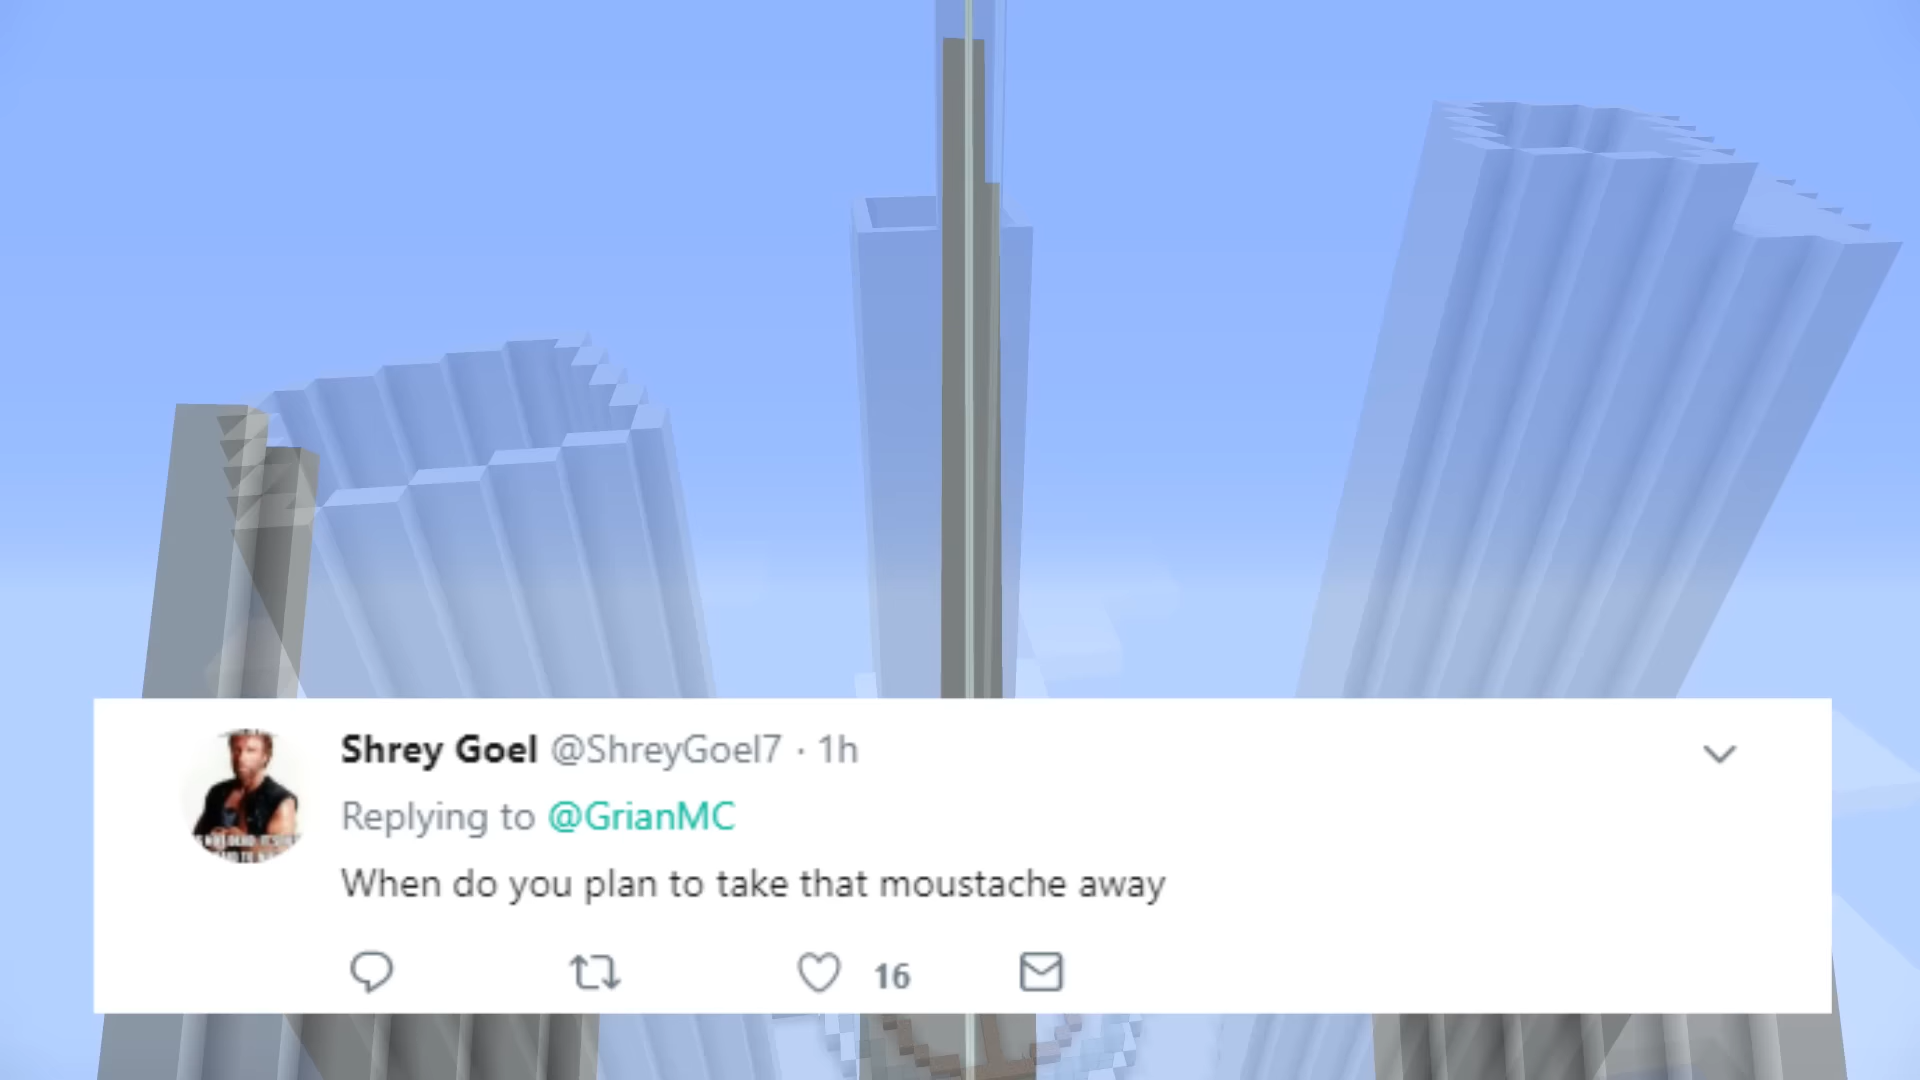 Shrey Goel @ShreyGoel7 · 1h
Replying to @GrianMC
When do you plan to take that moustache away
16